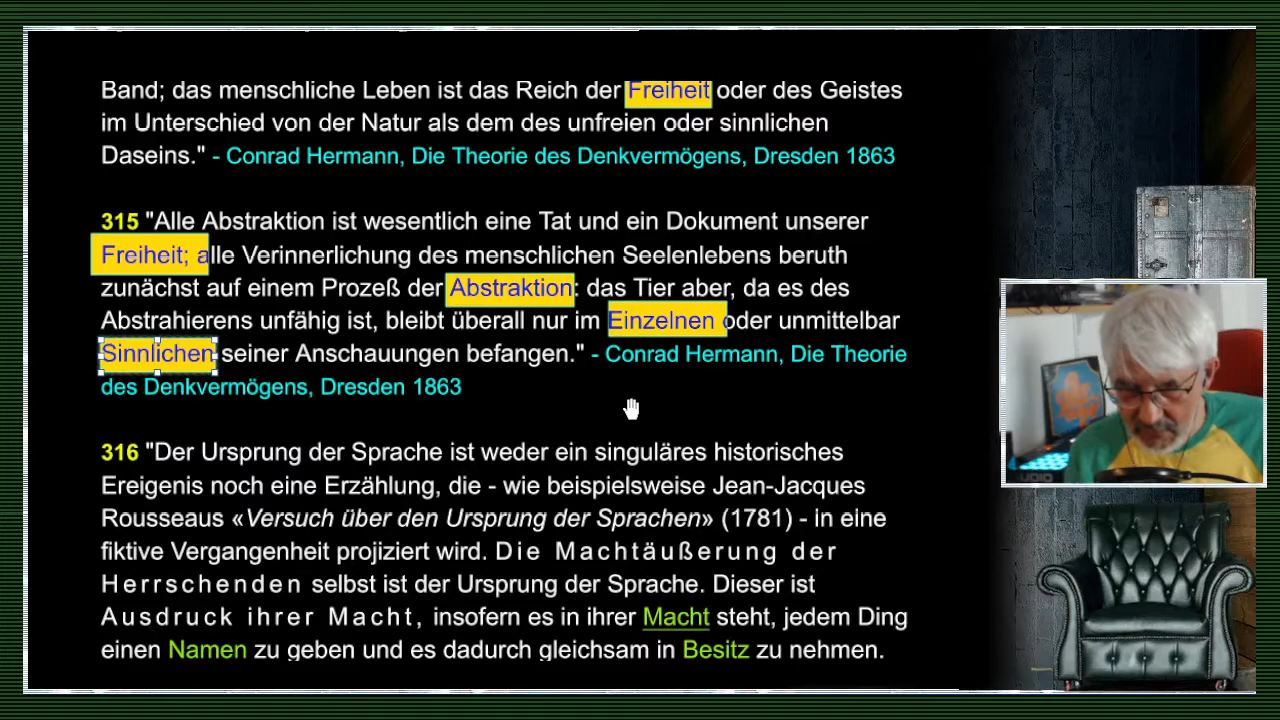 Band; das menschliche Leben ist das Reich der Freiheit oder des Geistes
im Unterschied von der Natur als dem des unfreien oder sinnlichen
Daseins." - Conrad Hermann, Die Theorie des Denkvermögens, Dresden 1863
315 "Alle Abstraktion ist wesentlich eine Tat und ein Dokument unserer
Freiheit; alle Verinnerlichung des menschlichen Seelenlebens beruht
zunächst auf einem Prozeß der Abstraktion: das Tier aber, da es des
Abstrahierens unfähig ist, bleibt überall nur im Einzelnen oder unmittelbar
Sinnlichen seiner Anschauungen befangen." - Conrad Hermann, Die Theorie
des Denkvermögens, Dresden 1863
316 "Der Ursprung der Sprache ist weder ein singuläres historisches
Ereigenis noch eine Erzählung, die - wie beispielsweise Jean-Jacques
Rousseaus «Versuch über den Ursprung der Sprachen» (1781) - in eine
fiktive Vergangenheit projiziert wird. Die Machtäußerung der
Herrschenden selbst ist der Ursprung der Sprache. Dieser ist
Ausdruck ihrer Macht, insofern es in ihrer Macht steht, jedem Ding
einen Namen zu geben und es dadurch gleichsam in Besitz zu nehmen.